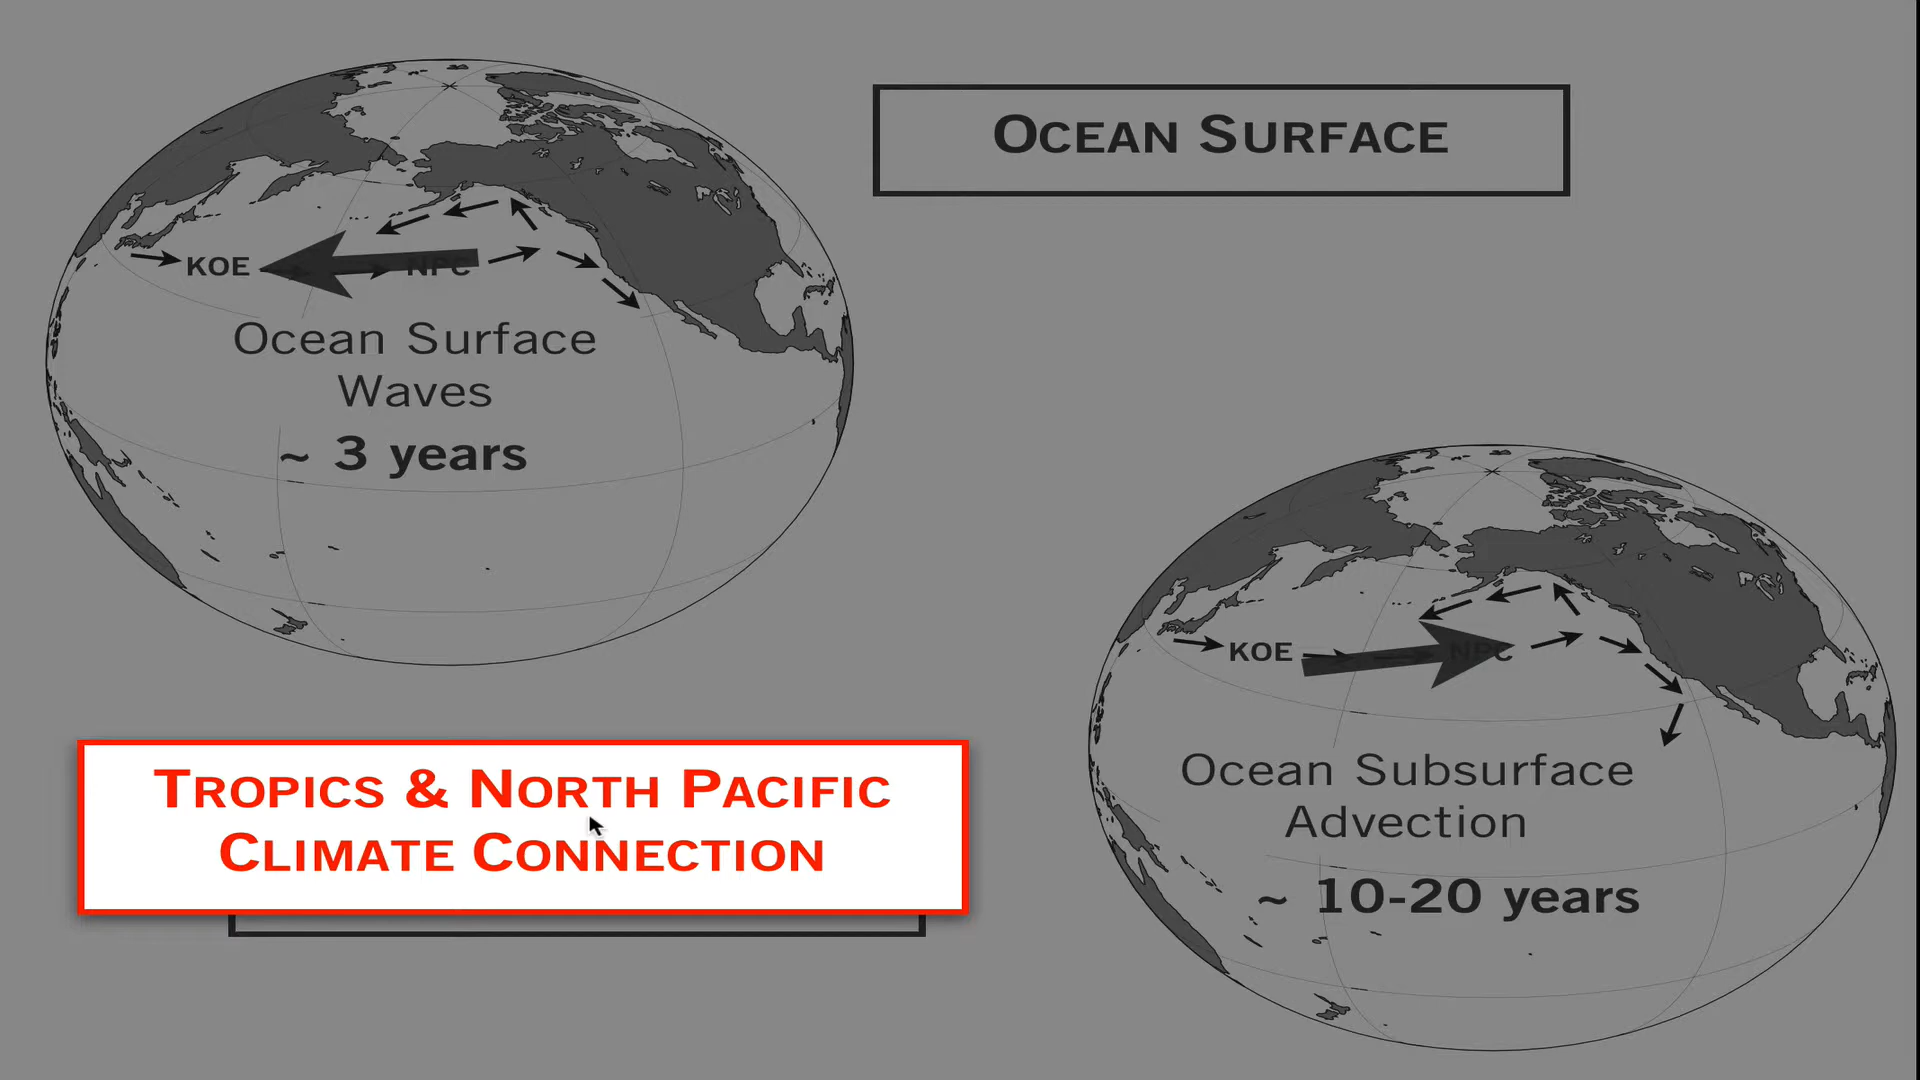 OCEAN SURFACE
KOE NPC
Ocean Surface
Waves
~ 3 years
KOE NPC
Ocean Subsurface
Advection
~ 10-20 years
TROPICS & NORTH PACIFIC
CLIMATE CONNECTION